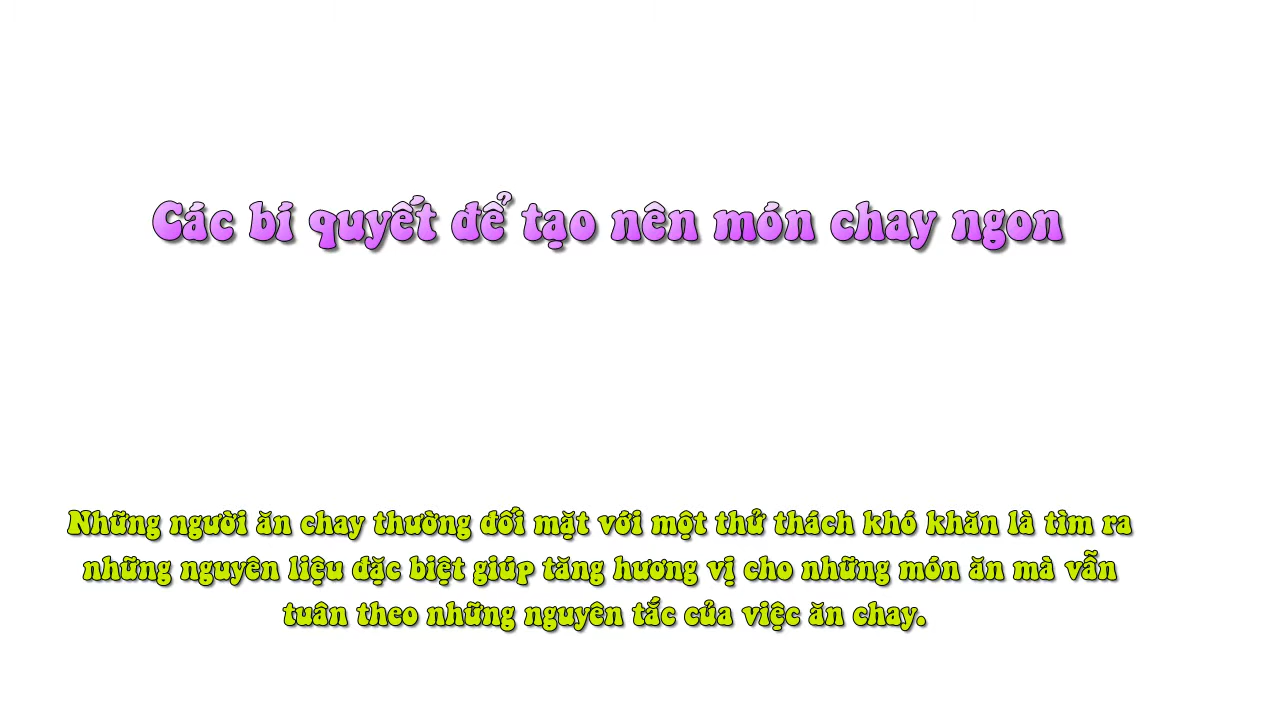 Các bí quyết để tạo nên món chay ngon
Những người ăn chay thường đối mặt với một thử thách khó khăn là tìm ra
những nguyên liệu đặc biệt giúp tăng hương vị cho những món ăn mà vẫn
tuân theo những nguyên tắc của việc ăn chay.